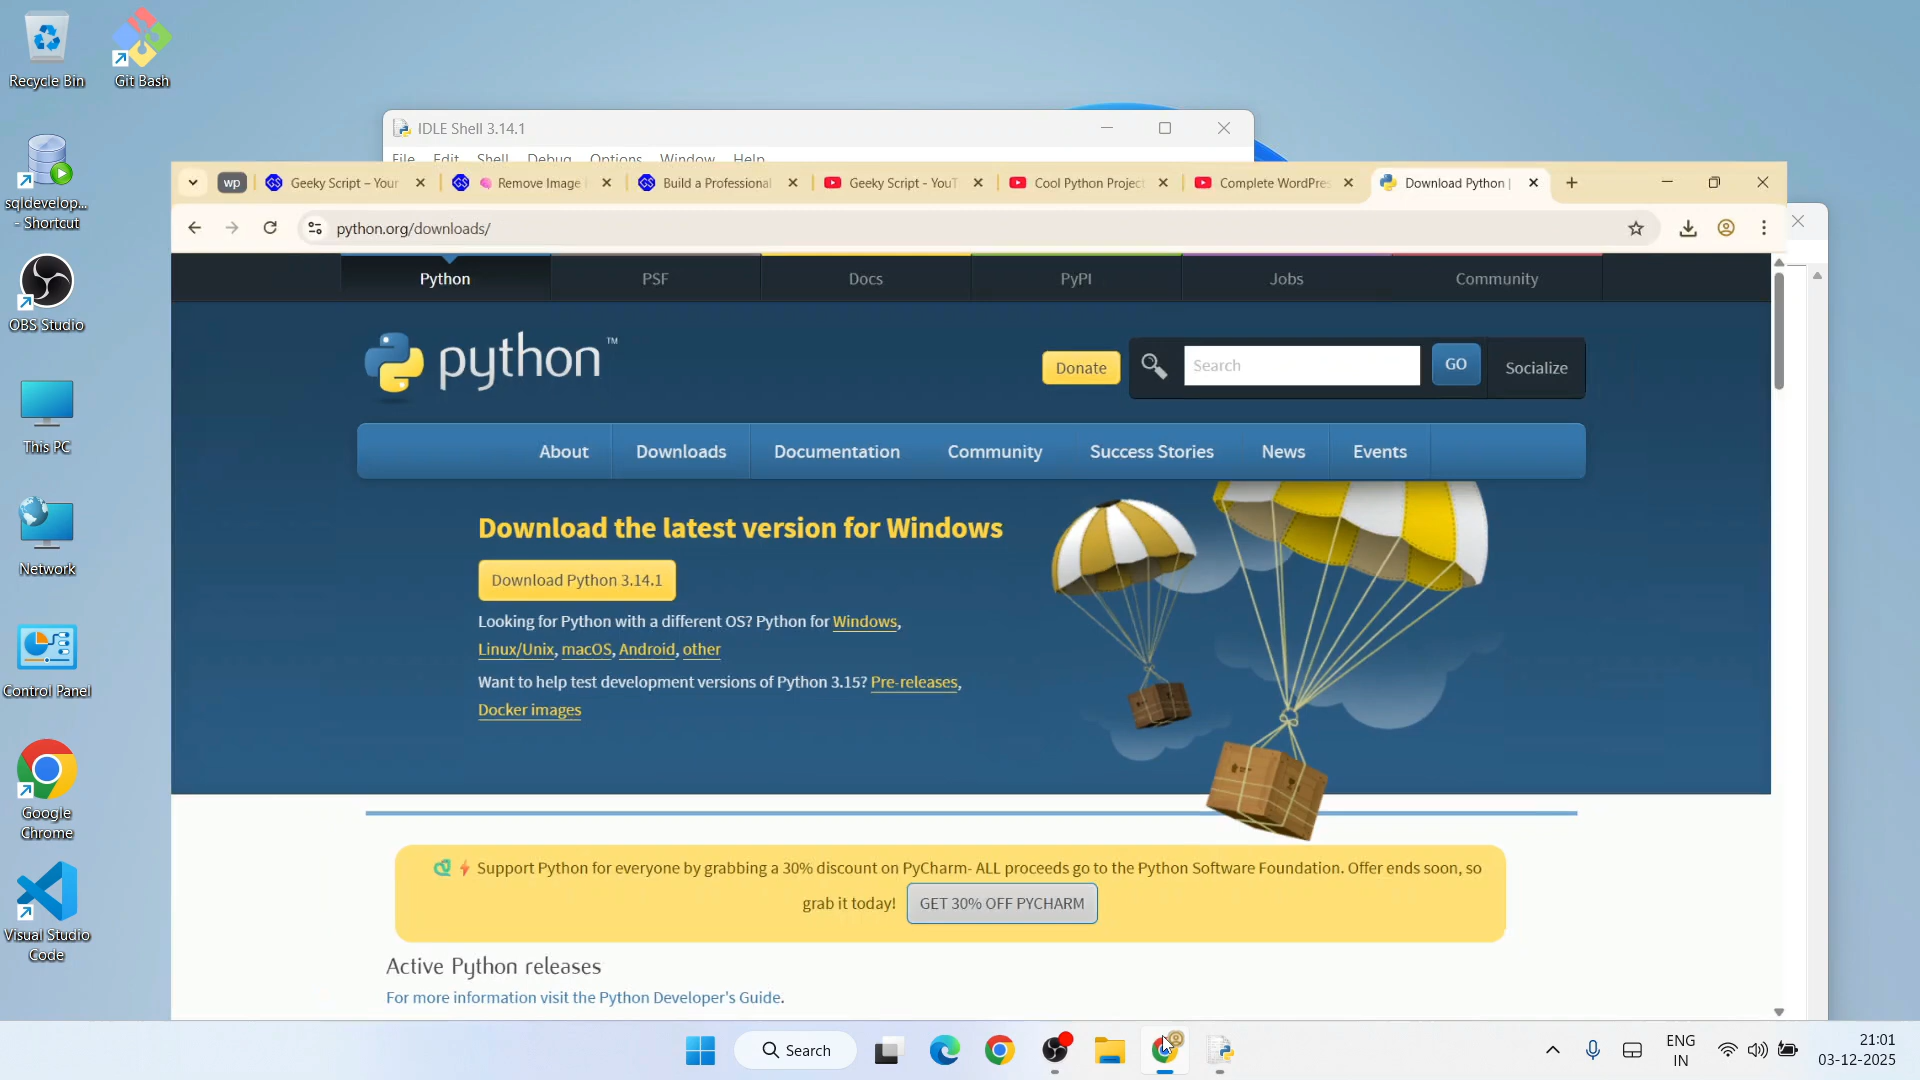 Recycle Bin
Git Bash
sqldevelop...
- Shortcut
OBS Studio
This PC
Network
Control Panel
Google
Chrome
Visual Studio
Code
IDLE Shell 3.14.1
File Edit Shell Debug Options Window Help
wp
Geeky Script – Your
Remove Image
Build a Professional
Geeky Script - YouT
Cool Python Project
Complete WordPres
Download Python |
python.org/downloads/
Python
PSF
Docs
PyPI
Jobs
Community
python™
Donate
Search
GO
Socialize
About
Downloads
Documentation
Community
Success Stories
News
Events
Download the latest version for Windows
Download Python 3.14.1
Looking for Python with a different OS? Python for Windows,
Linux/Unix, macOS, Android, other
Want to help test development versions of Python 3.15? Pre-releases,
Docker images
Support Python for everyone by grabbing a 30% discount on PyCharm- ALL proceeds go to the Python Software Foundation. Offer ends soon, so
grab it today! GET 30% OFF PYCHARM
Active Python releases
For more information visit the Python Developer's Guide.
Search
ENG
IN
21:01
03-12-2025